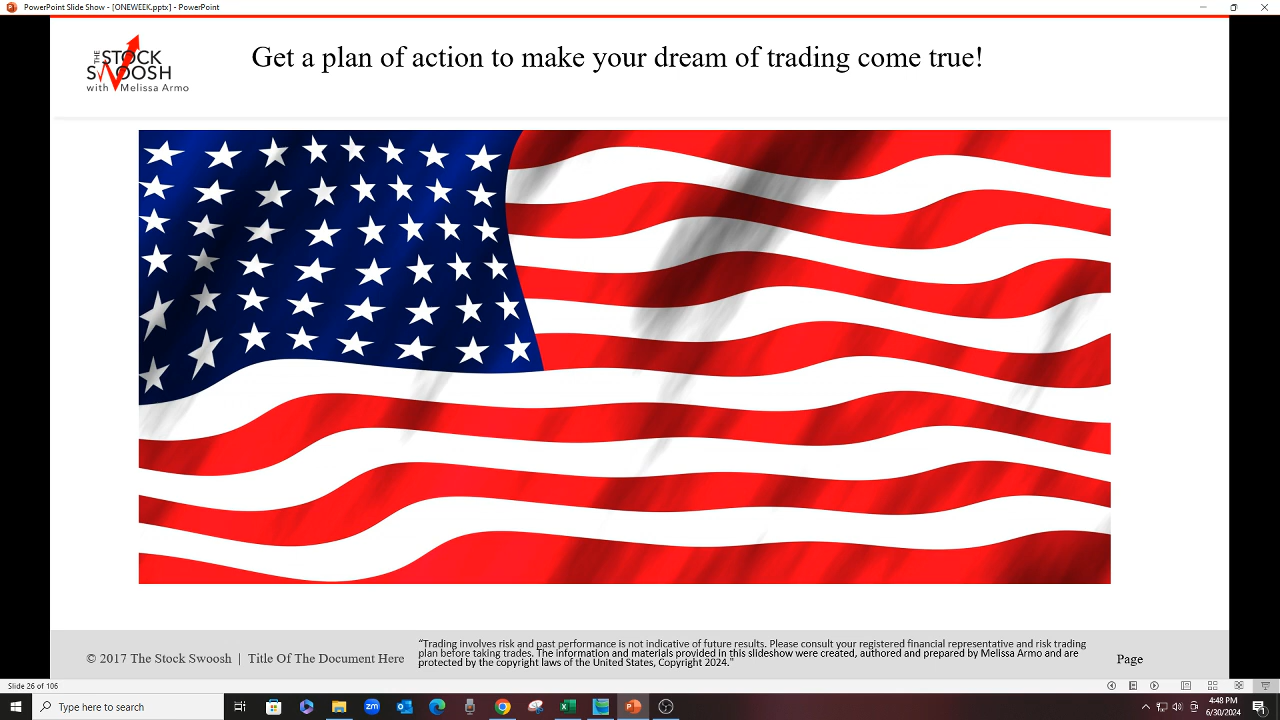 PowerPoint Slide Show - [ONEWEEK.pptx] - PowerPoint
THE STOCK
SWOOSH
with Melissa Armo
Get a plan of action to make your dream of trading come true!
© 2017 The Stock Swoosh | Title Of The Document Here
"Trading involves risk and past performance is not indicative of future results. Please consult your registered financial representative and risk trading
plan before taking trades. The information and materials provided in this slideshow were created, authored and prepared by Melissa Armo and are
protected by the copyright laws of the United States, Copyright 2024."
Page
Slide 26 of 106
Type here to search
zm
4:48 PM
6/30/2024